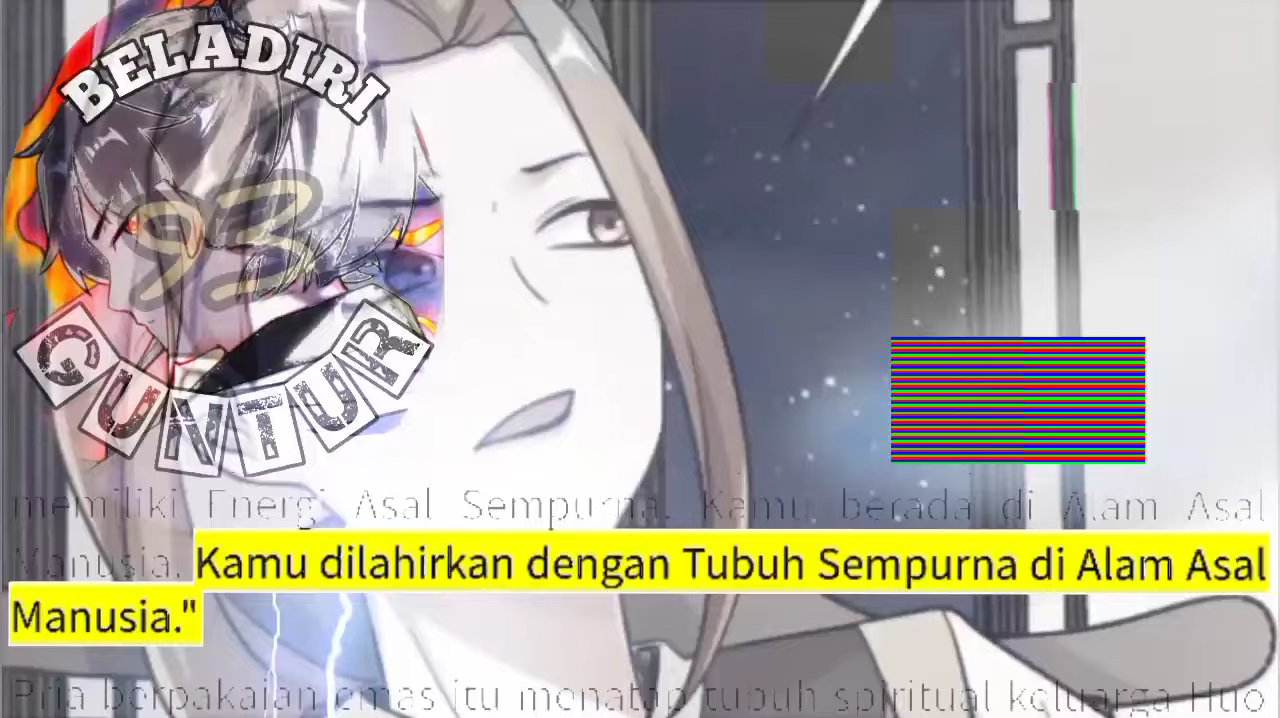 BELADIRI
93
GUNTUR
memiliki Energi Asal Sempurna. Kamu berada di Alam Asal
Manusia. Kamu dilahirkan dengan Tubuh Sempurna di Alam Asal
Manusia."
Pria berpakaian emas itu menatap tubuh spiritual keluarga Huo